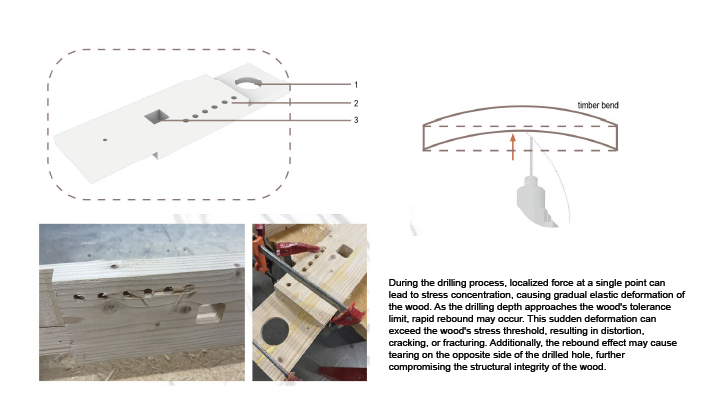 1
2
3
timber bend
During the drilling process, localized force at a single point can
lead to stress concentration, causing gradual elastic deformation of
the wood. As the drilling depth approaches the wood's tolerance
limit, rapid rebound may occur. This sudden deformation can
exceed the wood's stress threshold, resulting in distortion,
cracking, or fracturing. Additionally, the rebound effect may cause
tearing on the opposite side of the drilled hole, further
compromising the structural integrity of the wood.